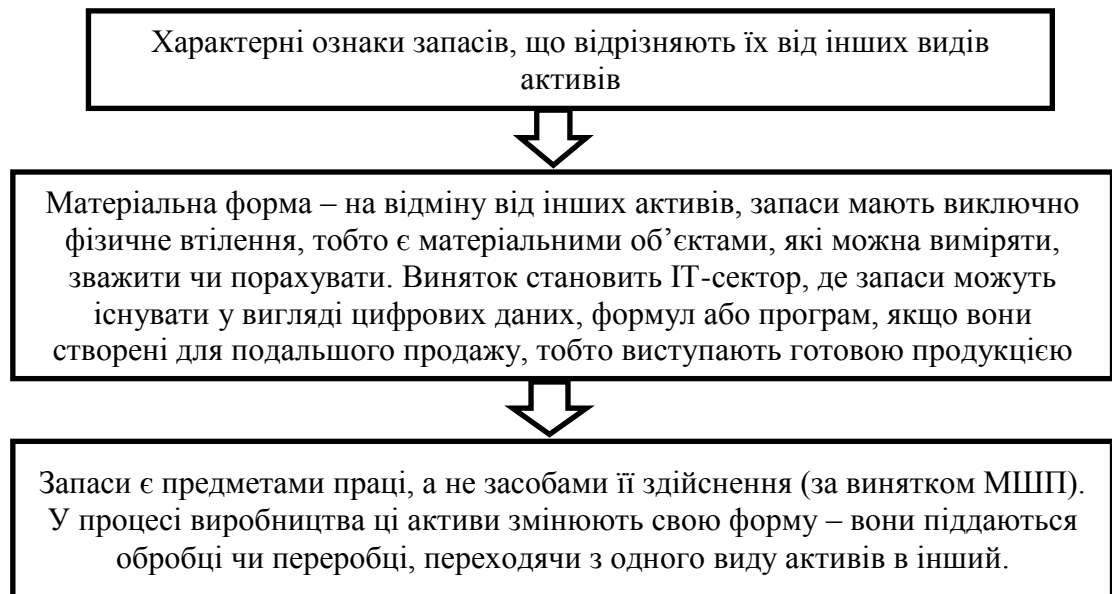 Характерні ознаки запасів, що відрізняють їх від інших видів
активів
Матеріальна форма – на відміну від інших активів, запаси мають виключно
фізичне втілення, тобто є матеріальними об’єктами, які можна виміряти,
зважити чи порахувати. Виняток становить ІТ-сектор, де запаси можуть
існувати у вигляді цифрових даних, формул або програм, якщо вони
створені для подальшого продажу, тобто виступають готовою продукцією
Запаси є предметами праці, а не засобами її здійснення (за винятком МШП).
У процесі виробництва ці активи змінюють свою форму – вони піддаються
обробці чи переробці, переходячи з одного виду активів в інший.